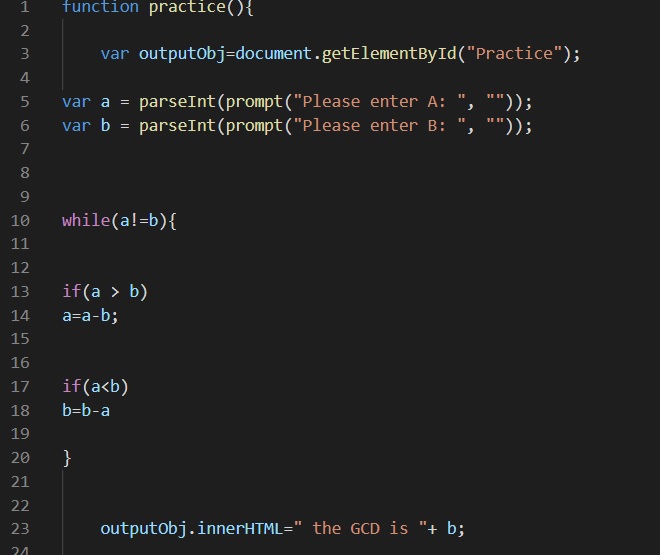 1 function practice(){
2
3 var outputObj=document.getElementById("Practice");
4
5 var a = parseInt(prompt("Please enter A: ", ""));
6 var b = parseInt(prompt("Please enter B: ", ""));
7
8
9
10 while(a!=b){
11
12
13 if(a > b)
14 a=a-b;
15
16
17 if(a<b)
18 b=b-a
19
20 }
21
22
23 outputObj.innerHTML=" the GCD is "+ b;
24